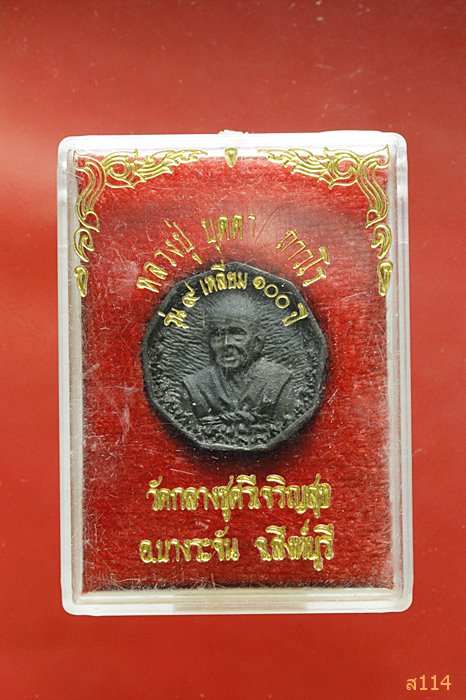 หลวงปู่ บุดดา ถาวโร
รุ่น ๙ เหลี่ยม ๑๐๐ ปี
วัดกลางชูศรีเจริญสุข
อ.บางระจัน จ.สิงห์บุรี
ส114